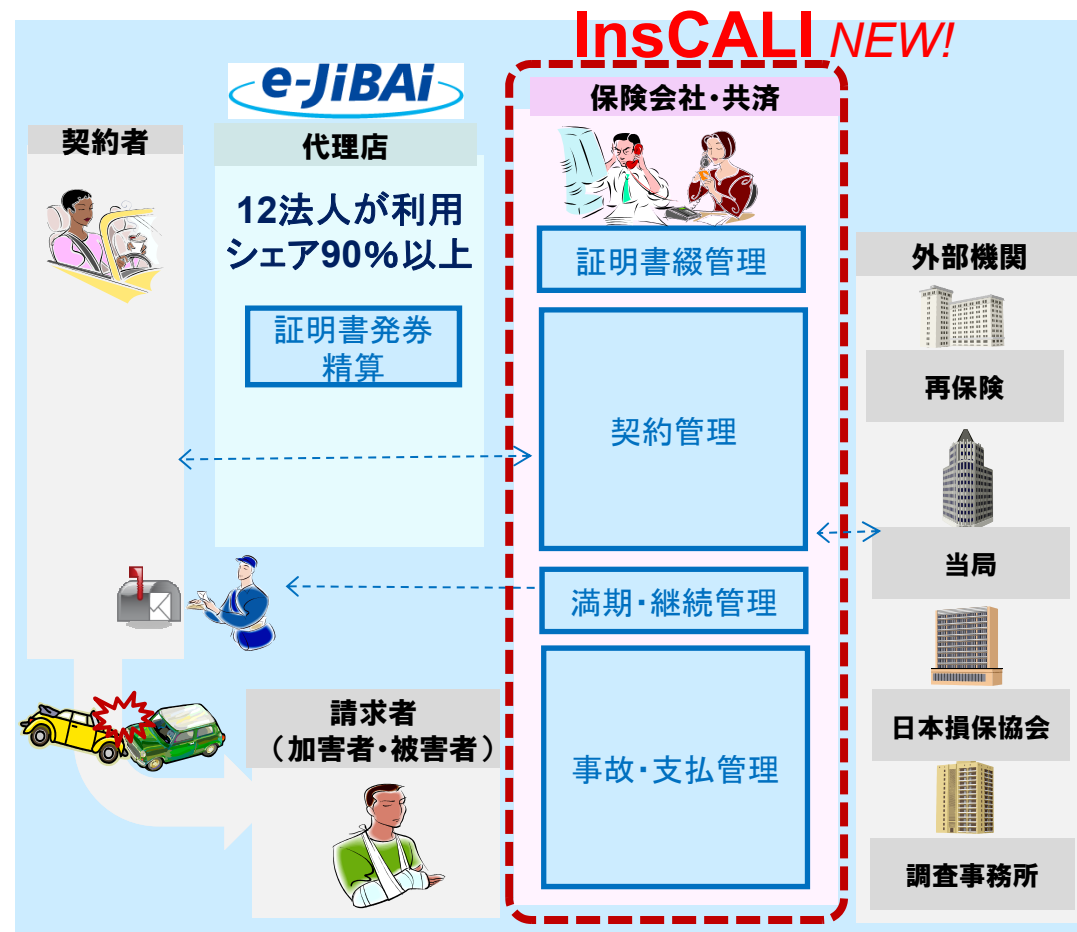 InsCALI NEW!
e-JiBAi
契約者
代理店
12法人が利用
シェア90%以上
証明書発券
精算
保険会社・共済
証明書綴管理
契約管理
満期・継続管理
事故・支払管理
請求者
（加害者・被害者）
外部機関
再保険
当局
日本損保協会
調査事務所